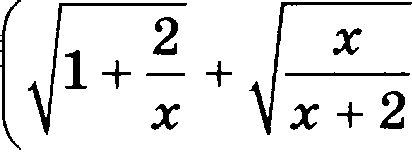 (√(1 + 2/x) + √(x/(x + 2))